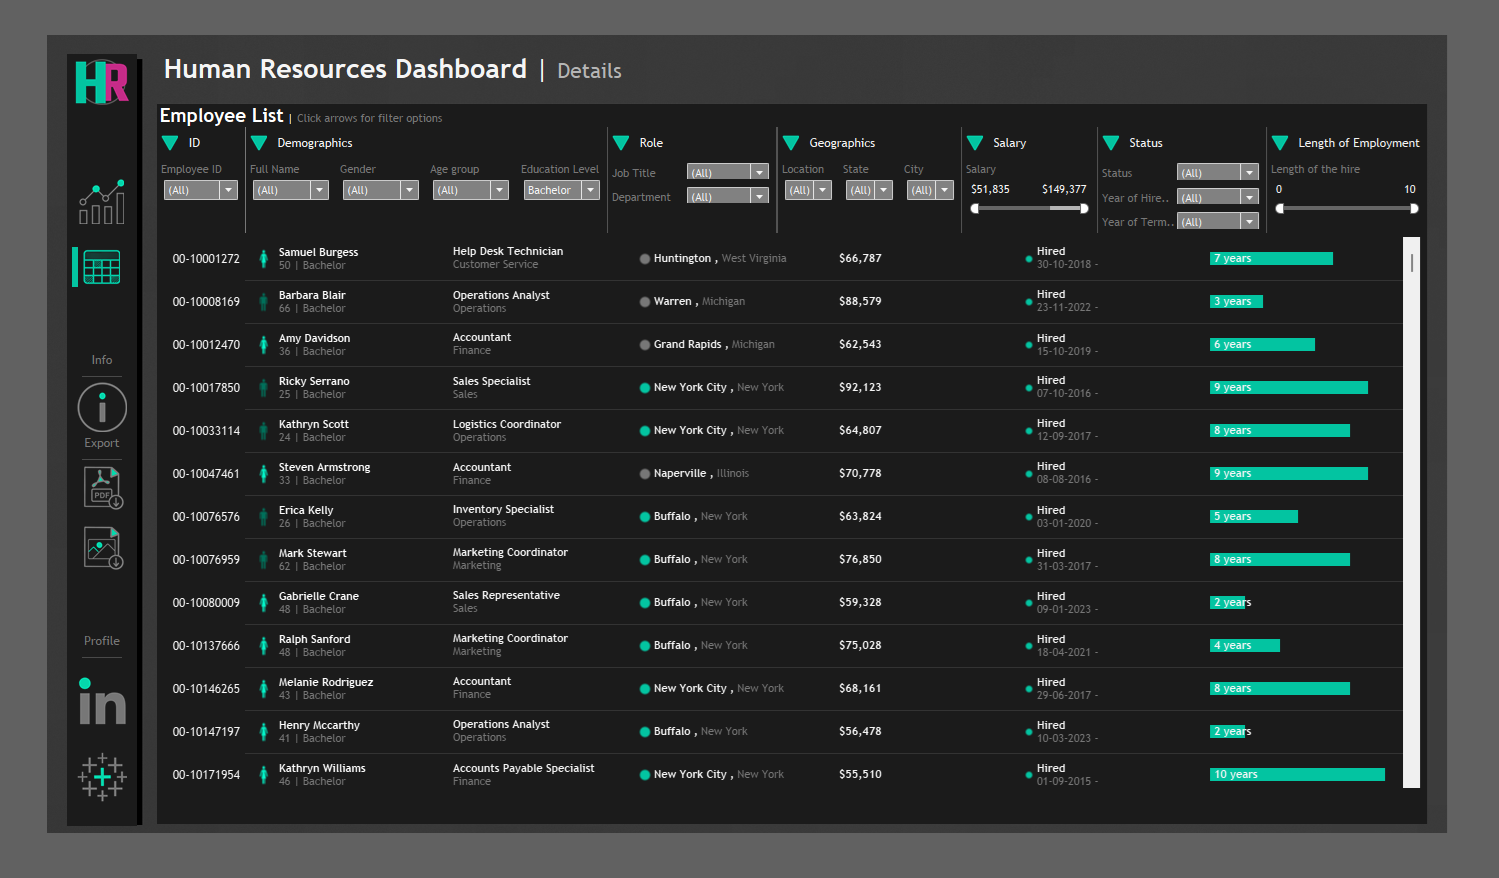 HR
Human Resources Dashboard | Details
Employee List | Click arrows for filter options
ID Demographics Role Geographics Salary Status Length of Employment
Employee ID Full Name Gender Age group Education Level Job Title (All) Location State City Salary Status (All) Length of the hire
(All) (All) (All) (All) Bachelor Department (All) (All) (All) (All) $51,835 $149,377 Year of Hire.. (All) 0 10
Year of Term.. (All)
00-10001272 Samuel Burgess Help Desk Technician Huntington , West Virginia $66,787 Hired 7 years
50 | Bachelor Customer Service 30-10-2018 -
00-10008169 Barbara Blair Operations Analyst Warren , Michigan $88,579 Hired 3 years
66 | Bachelor Operations 23-11-2022 -
00-10012470 Amy Davidson Accountant Grand Rapids , Michigan $62,543 Hired 6 years
36 | Bachelor Finance 15-10-2019 -
00-10017850 Ricky Serrano Sales Specialist New York City , New York $92,123 Hired 9 years
25 | Bachelor Sales 07-10-2016 -
00-10033114 Kathryn Scott Logistics Coordinator New York City , New York $64,807 Hired 8 years
24 | Bachelor Operations 12-09-2017 -
00-10047461 Steven Armstrong Accountant Naperville , Illinois $70,778 Hired 9 years
33 | Bachelor Finance 08-08-2016 -
00-10076576 Erica Kelly Inventory Specialist Buffalo , New York $63,824 Hired 5 years
26 | Bachelor Operations 03-01-2020 -
00-10076959 Mark Stewart Marketing Coordinator Buffalo , New York $76,850 Hired 8 years
62 | Bachelor Marketing 31-03-2017 -
00-10080009 Gabrielle Crane Sales Representative Buffalo , New York $59,328 Hired 2 years
48 | Bachelor Sales 09-01-2023 -
00-10137666 Ralph Sanford Marketing Coordinator Buffalo , New York $75,028 Hired 4 years
48 | Bachelor Marketing 18-04-2021 -
00-10146265 Melanie Rodriguez Accountant New York City , New York $68,161 Hired 8 years
43 | Bachelor Finance 29-06-2017 -
00-10147197 Henry Mccarthy Operations Analyst Buffalo , New York $56,478 Hired 2 years
41 | Bachelor Operations 10-03-2023 -
00-10171954 Kathryn Williams Accounts Payable Specialist New York City , New York $55,510 Hired 10 years
46 | Bachelor Finance 01-09-2015 -
Info
i
Export
PDF
Profile
in